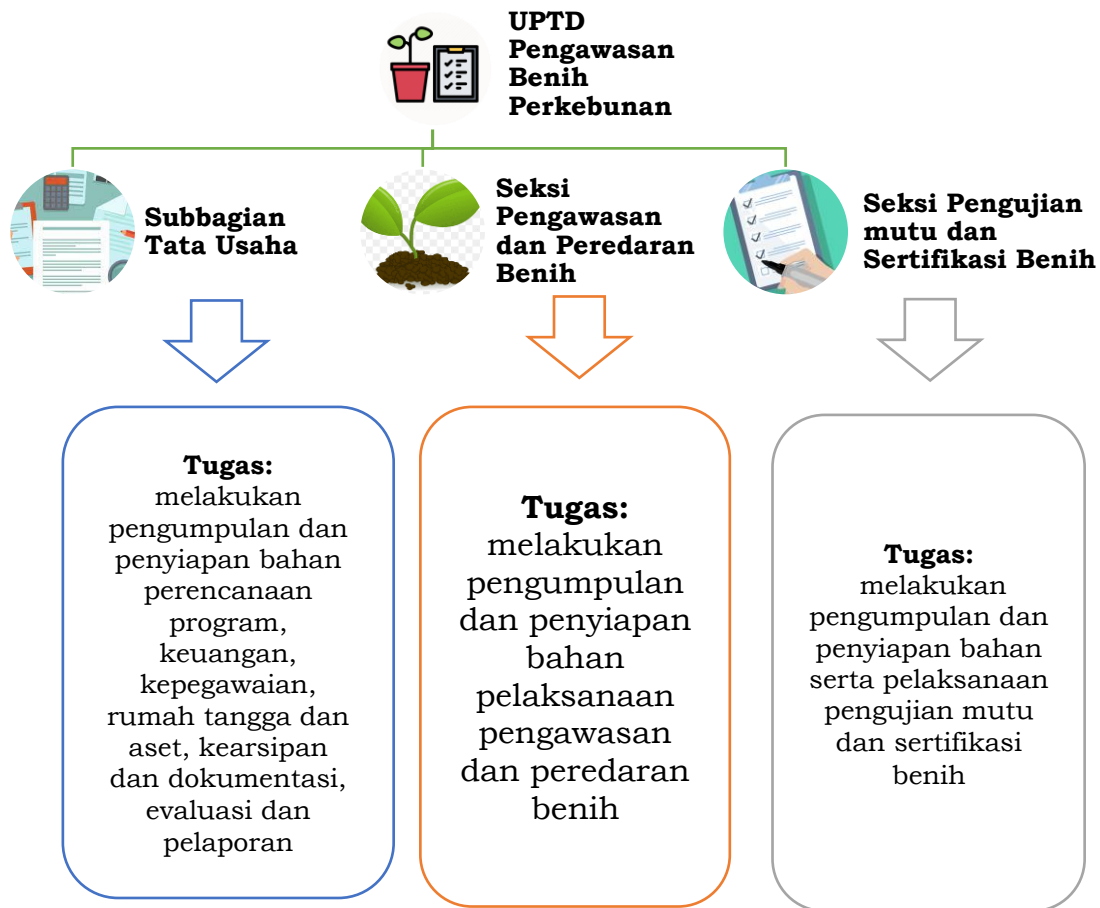 UPTD
Pengawasan
Benih
Perkebunan
Subbagian
Tata Usaha
Seksi
Pengawasan
dan Peredaran
Benih
Seksi Pengujian
mutu dan
Sertifikasi Benih
Tugas:
melakukan
pengumpulan dan
penyiapan bahan
perencanaan
program,
keuangan,
kepegawaian,
rumah tangga dan
aset, kearsipan
dan dokumentasi,
evaluasi dan
pelaporan
Tugas:
melakukan
pengumpulan
dan penyiapan
bahan
pelaksanaan
pengawasan
dan peredaran
benih
Tugas:
melakukan
pengumpulan dan
penyiapan bahan
serta pelaksanaan
pengujian mutu
dan sertifikasi
benih